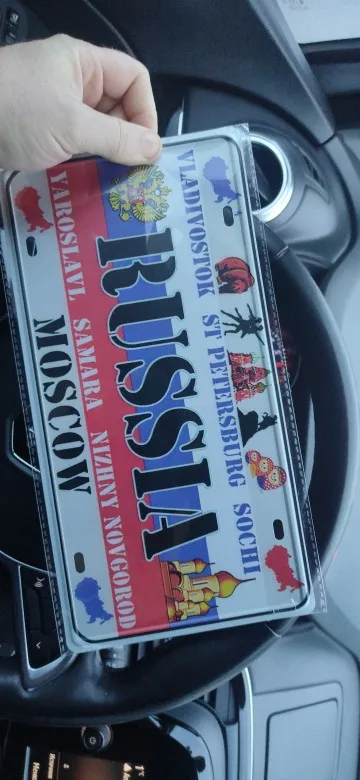 VLADIVOSTOK ST PETERSBURG SOCHI
RUSSIA
YAROSLAVL SAMARA NIZHNY NOVGOROD
MOSCOW